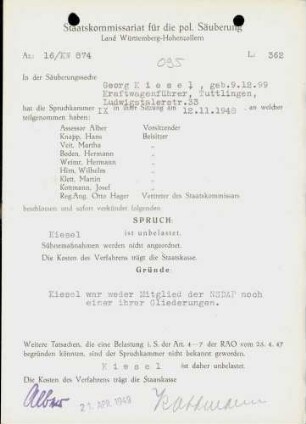 Staatskommissariat für die pol. Säuberung
Land Württemberg-Hohenzollern
Az: 16/KW 874 L: 362
095
In der Säuberungssache
Georg K i e s e l , geb.9.12.99
Kraftwagenführer, Tuttlingen,
Ludwigstalerstr.33
hat die Spruchkammer IX in ihrer Sitzung am 12.11.1948 an welcher
teilgenommen haben:
Assessor Alber Vorsitzender
Knapp, Hans Beisitzer
Veit, Martha "
Boden, Hermann "
Weiner, Hermann "
Hirn, Wilhelm "
Klett, Martin "
Kottmann, Josef "
Reg.Ang. Otto Hager Vertreter des Staatskommissars
beschlossen und sofort verkündet folgenden
SPRUCH:
Kiesel ist unbelastet.
Sühnemaßnahmen werden nicht angeordnet.
Die Kosten des Verfahrens trägt die Staatskasse.
Gründe
Kiesel war weder Mitglied der NSDAP noch
einer ihrer Gliederungen.
Weitere Tatsachen, die eine Belastung i. S. der Art. 4–7 der RAO vom 25. 4. 47
begründen könnten, sind der Spruchkammer nicht bekannt geworden.
K i e s e l ist daher unbelastet.
Die Kosten des Verfahrens trägt die Staatskasse
Alber 21. APR. 1949 Kottmann